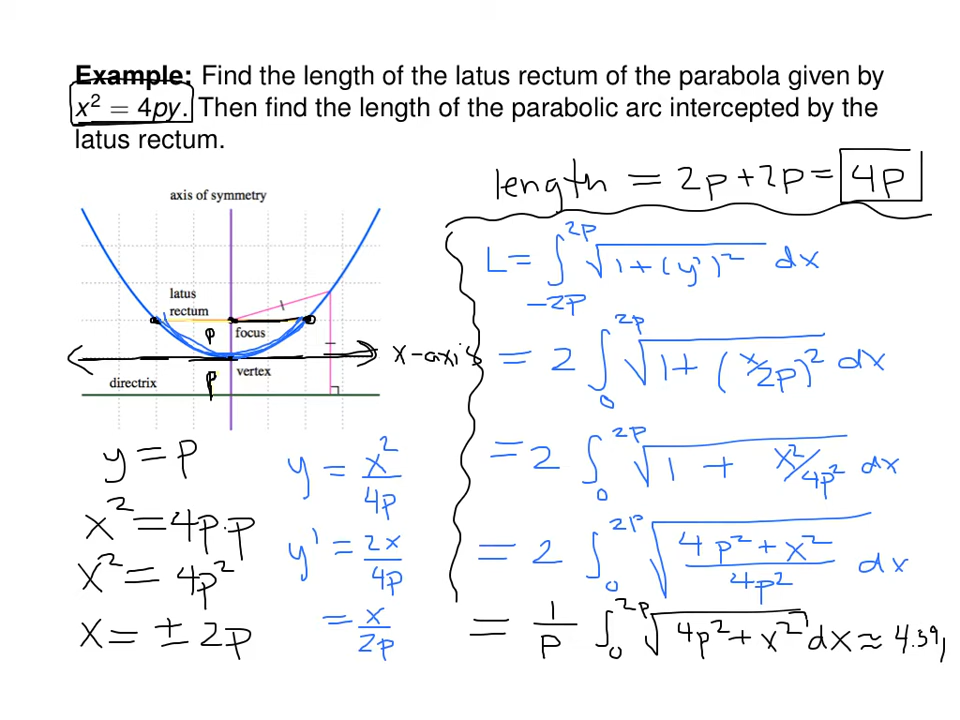 Example: Find the length of the latus rectum of the parabola given by
x² = 4py. Then find the length of the parabolic arc intercepted by the
latus rectum.
length = 2p + 2p = 4p
axis of symmetry
latus
rectum
p
focus
x-axis
vertex
directrix
p
y = p
x² = 4p·p
x² = 4p²
x = ± 2p
y = x²/4p
y' = 2x/4p
= x/2p
L = ∫_{-2p}^{2p} √(1+(y')²) dx
= 2 ∫_0^{2p} √(1+(x/2p)²) dx
= 2 ∫_0^{2p} √(1 + x²/4p²) dx
= 2 ∫_0^{2p} √((4p²+x²)/4p²) dx
= 1/p ∫_0^{2p} √(4p²+x²) dx ≈ 4.59